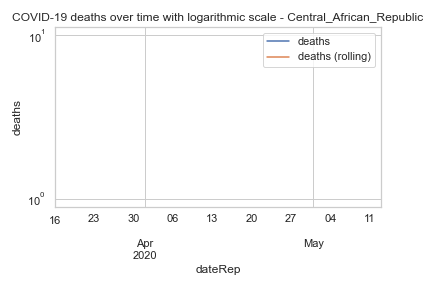 COVID-19 deaths over time with logarithmic scale - Central_African_Republic
10¹
deaths
deaths (rolling)
deaths
10⁰
16 23 30 06 13 20 27 04 11
Apr May
2020
dateRep